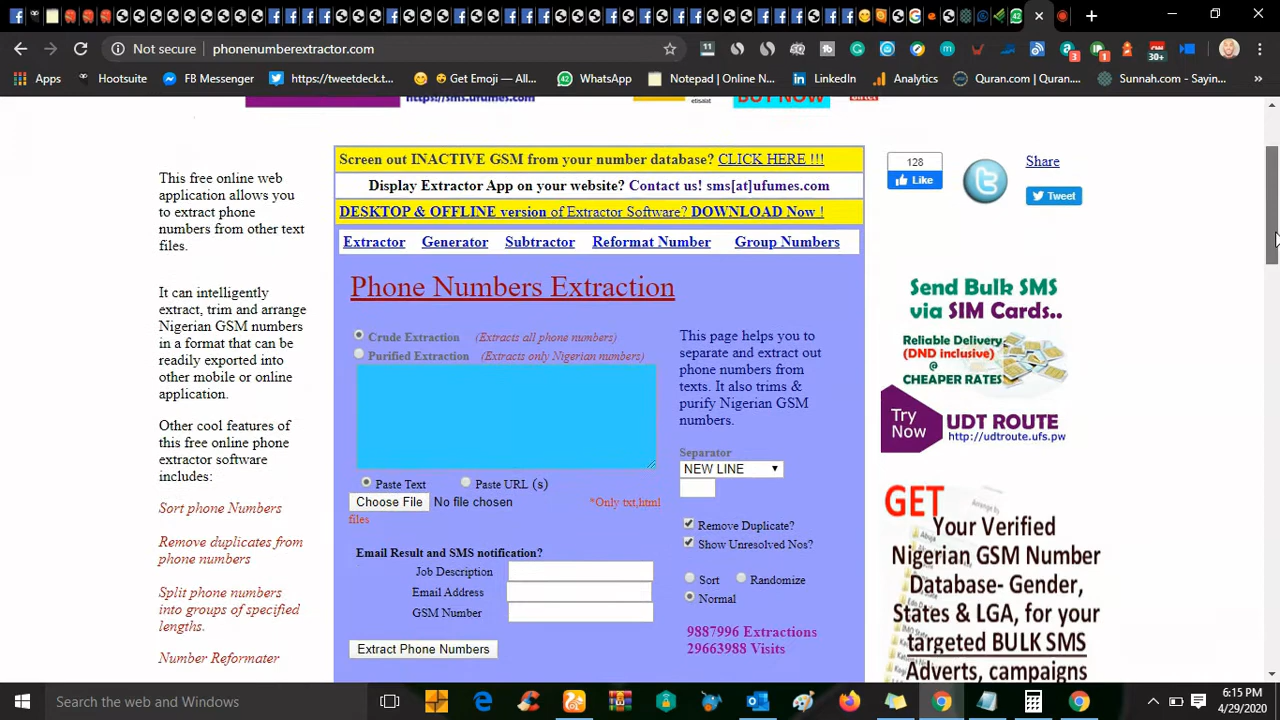 Not secure | phonenumberextractor.com
Apps
Hootsuite
FB Messenger
https://tweetdeck.t...
Get Emoji — All...
WhatsApp
Notepad | Online N...
LinkedIn
Analytics
Quran.com | Quran,...
Sunnah.com - Sayin...
https://sms.ufumes.com
etisalat
BUY NOW
Screen out INACTIVE GSM from your number database? CLICK HERE !!!
Display Extractor App on your website? Contact us! sms[at]ufumes.com
DESKTOP & OFFLINE version of Extractor Software? DOWNLOAD Now !
Extractor Generator Subtractor Reformat Number Group Numbers
This free online web
application allows you
to extract phone
numbers from other text
files.
It can intelligently
extract, trim and arrange
Nigerian GSM numbers
in a format that can be
readily exported into
other mobile or online
application.
Other cool features of
this free online phone
extractor software
includes:
Sort phone Numbers
Remove duplicates from
phone numbers
Split phone numbers
into groups of specified
lengths.
Number Reformater
Phone Numbers Extraction
Crude Extraction (Extracts all phone numbers)
Purified Extraction (Extracts only Nigerian numbers)
Paste Text Paste URL (s)
Choose File No file chosen *Only txt,html
files
Email Result and SMS notification?
Job Description
Email Address
GSM Number
Extract Phone Numbers
This page helps you to
separate and extract out
phone numbers from
texts. It also trims &
purify Nigerian GSM
numbers.
Separator
NEW LINE
Remove Duplicate?
Show Unresolved Nos?
Sort Randomize
Normal
9887996 Extractions
29663988 Visits
128
Like
Share
Tweet
Send Bulk SMS
via SIM Cards..
Reliable Delivery
(DND inclusive)
@
CHEAPER RATES
Try
Now
UDT ROUTE
http://udtroute.ufs.pw
GET
Your Verified
Nigerian GSM Number
Database- Gender,
States & LGA, for your
targeted BULK SMS
Adverts, campaigns
Search the web and Windows
6:15 PM
4/29/2020